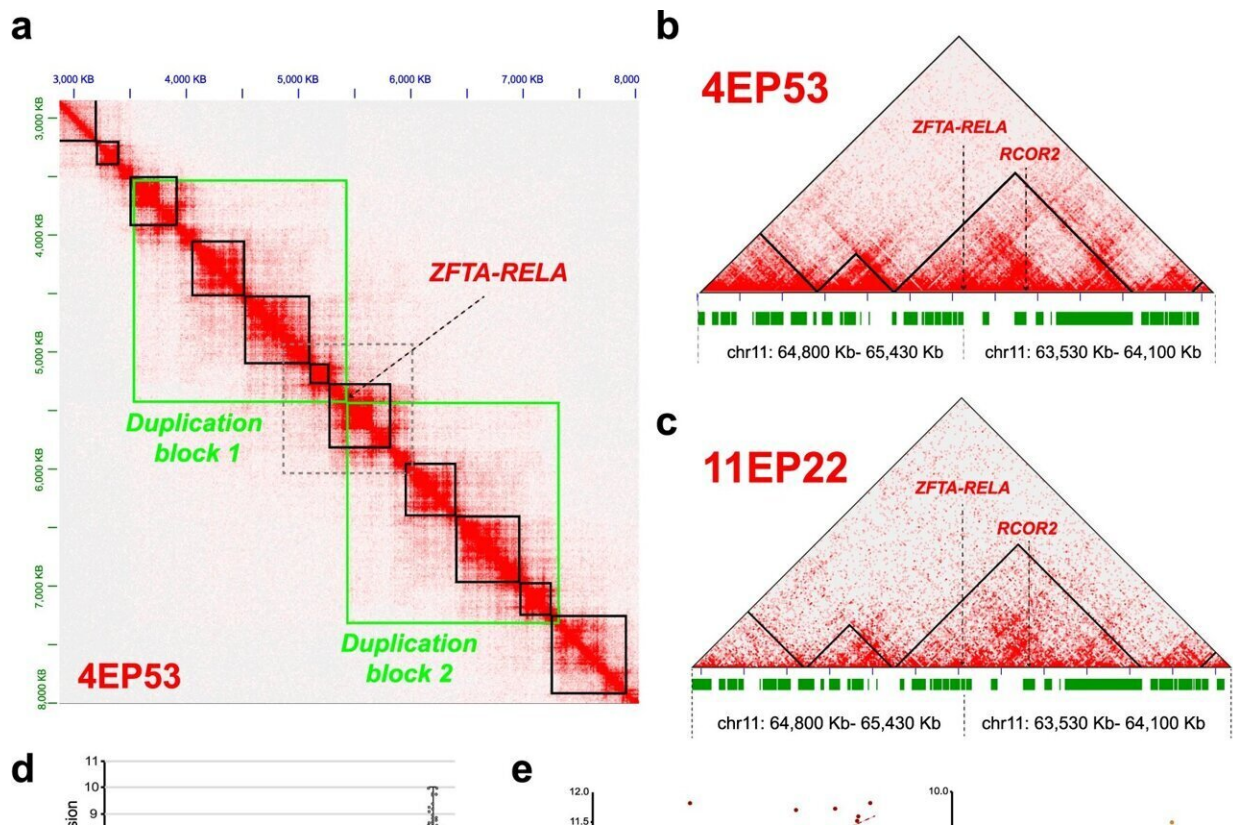 a
3,000 KB 4,000 KB 5,000 KB 6,000 KB 7,000 KB 8,000
3,000 KB
4,000 KB
5,000 KB
6,000 KB
7,000 KB
8,000 KB
ZFTA-RELA
Duplication
block 1
Duplication
block 2
4EP53
b
4EP53
ZFTA-RELA
RCOR2
chr11: 64,800 Kb- 65,430 Kb chr11: 63,530 Kb- 64,100 Kb
c
11EP22
ZFTA-RELA
RCOR2
chr11: 64,800 Kb- 65,430 Kb chr11: 63,530 Kb- 64,100 Kb
d
11
10
9
e
12.0
11.5
10.0